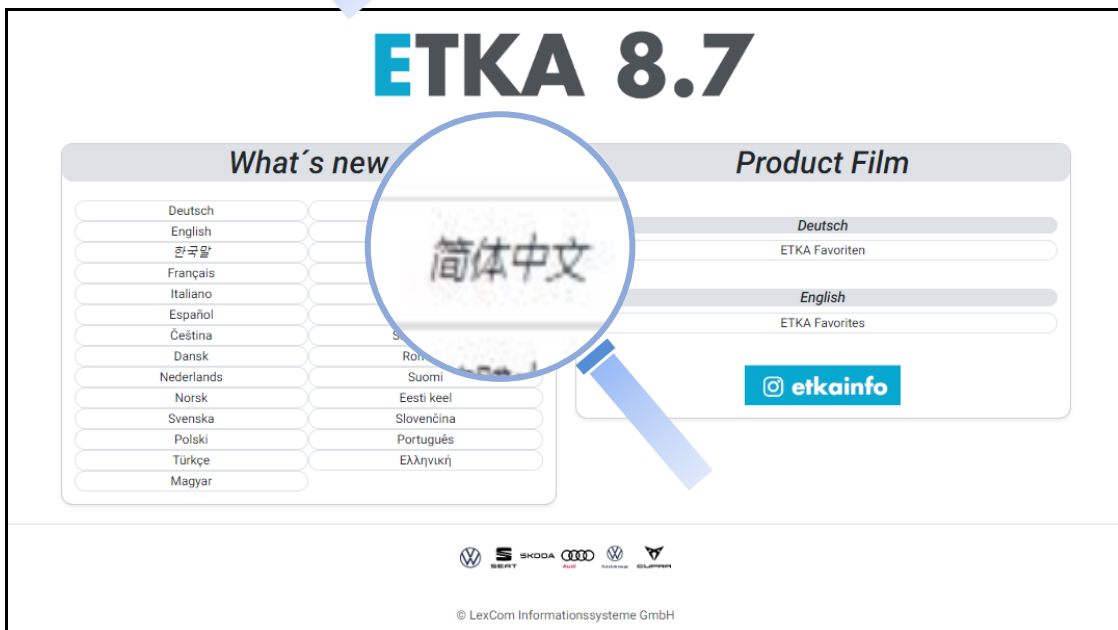 ETKA 8.7
What´s new
Deutsch
English
한국말
Français
Italiano
Español
Čeština
Dansk
Nederlands
Norsk
Svenska
Polski
Türkçe
Magyar
简体中文
Suomi
Eesti keel
Slovenčina
Português
Ελληνική
Product Film
Deutsch
ETKA Favoriten
English
ETKA Favorites
etkainfo
SEAT
SKODA
Audi
CUPRA
© LexCom Informationssysteme GmbH